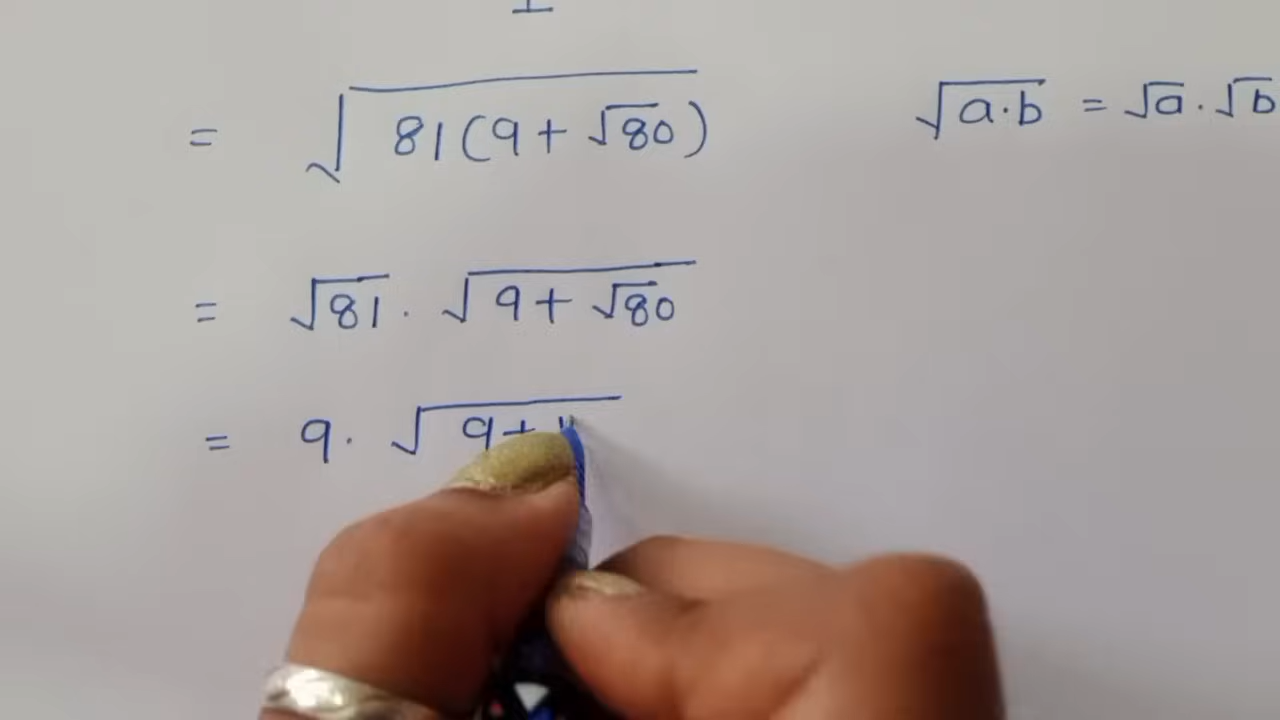 = √81(9+√80)
√a·b = √a·√b
= √81 · √9+√80
= 9· √9+